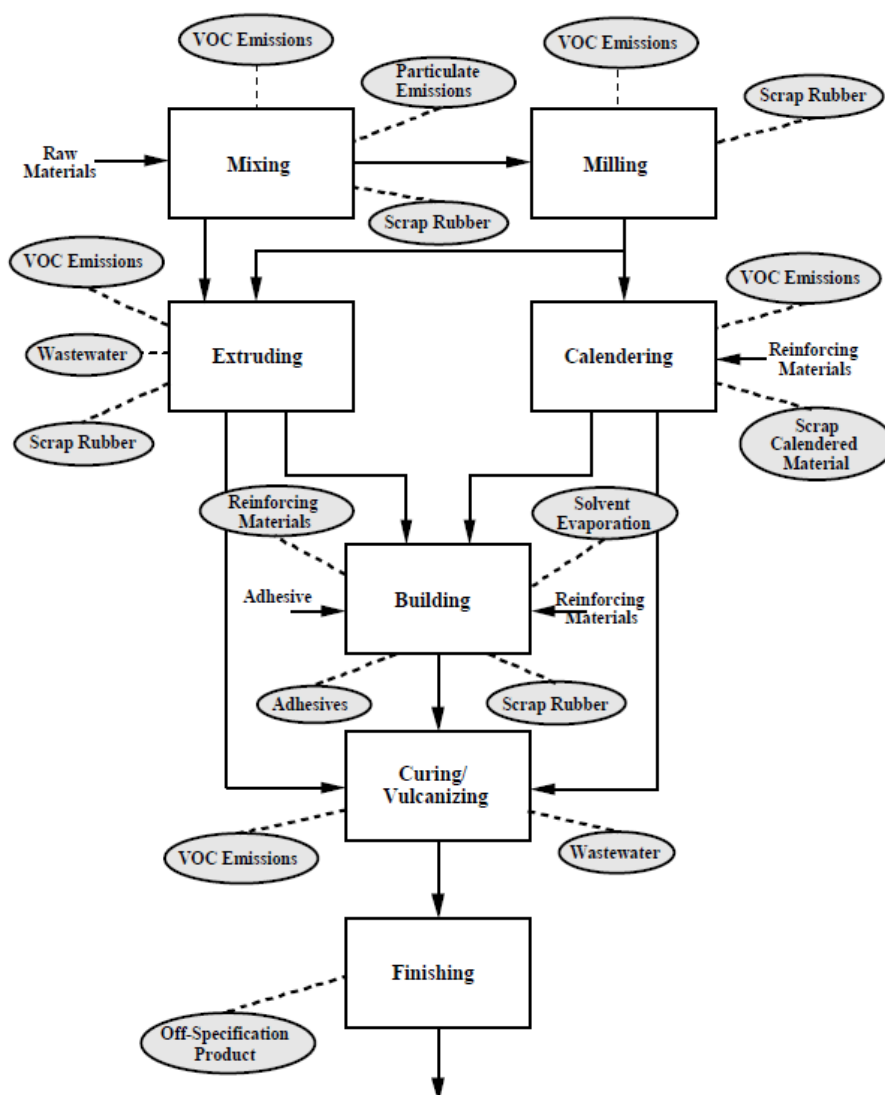 VOC Emissions
VOC Emissions
Particulate
Emissions
Scrap Rubber
Raw
Materials
Mixing
Milling
Scrap Rubber
VOC Emissions
VOC Emissions
Wastewater
Extruding
Calendering
Reinforcing
Materials
Scrap Rubber
Scrap
Calendered
Material
Reinforcing
Materials
Solvent
Evaporation
Adhesive
Building
Reinforcing
Materials
Adhesives
Scrap Rubber
Curing/
Vulcanizing
VOC Emissions
Wastewater
Finishing
Off-Specification
Product